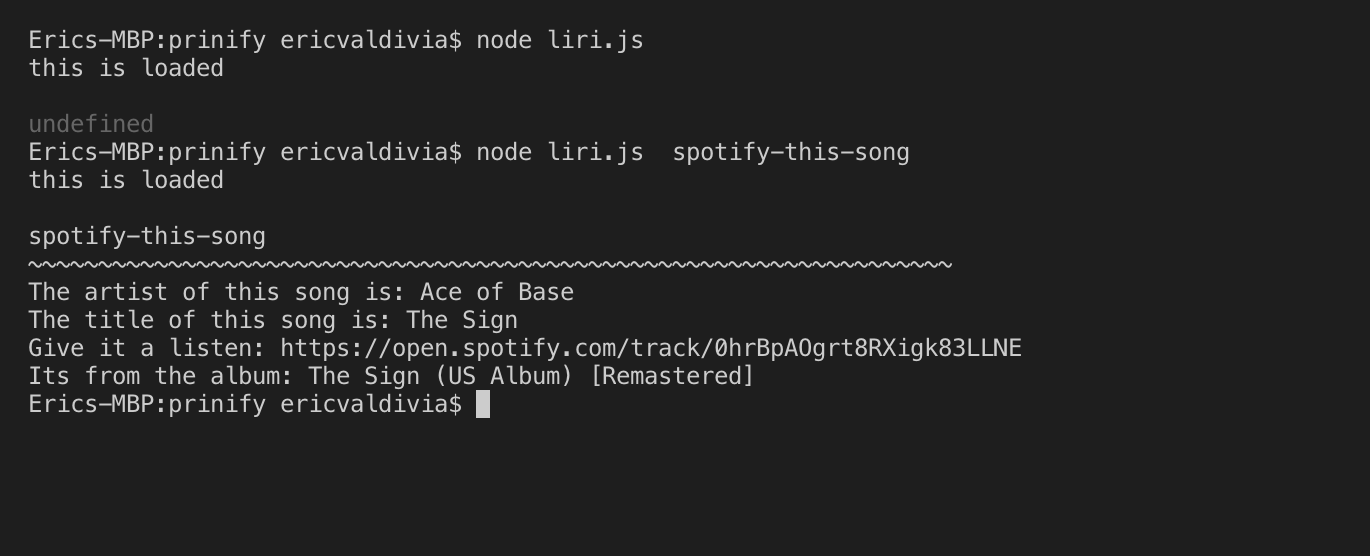 Erics-MBP:prinify ericvaldivia$ node liri.js
this is loaded

undefined
Erics-MBP:prinify ericvaldivia$ node liri.js  spotify-this-song
this is loaded

spotify-this-song
~~~~~~~~~~~~~~~~~~~~~~~~~~~~~~~~~~~~~~~~~~~~~~~~~~~~~~~~~~~~~~~~~~
The artist of this song is: Ace of Base
The title of this song is: The Sign
Give it a listen: https://open.spotify.com/track/0hrBpAOgrt8RXigk83LLNE
Its from the album: The Sign (US Album) [Remastered]
Erics-MBP:prinify ericvaldivia$